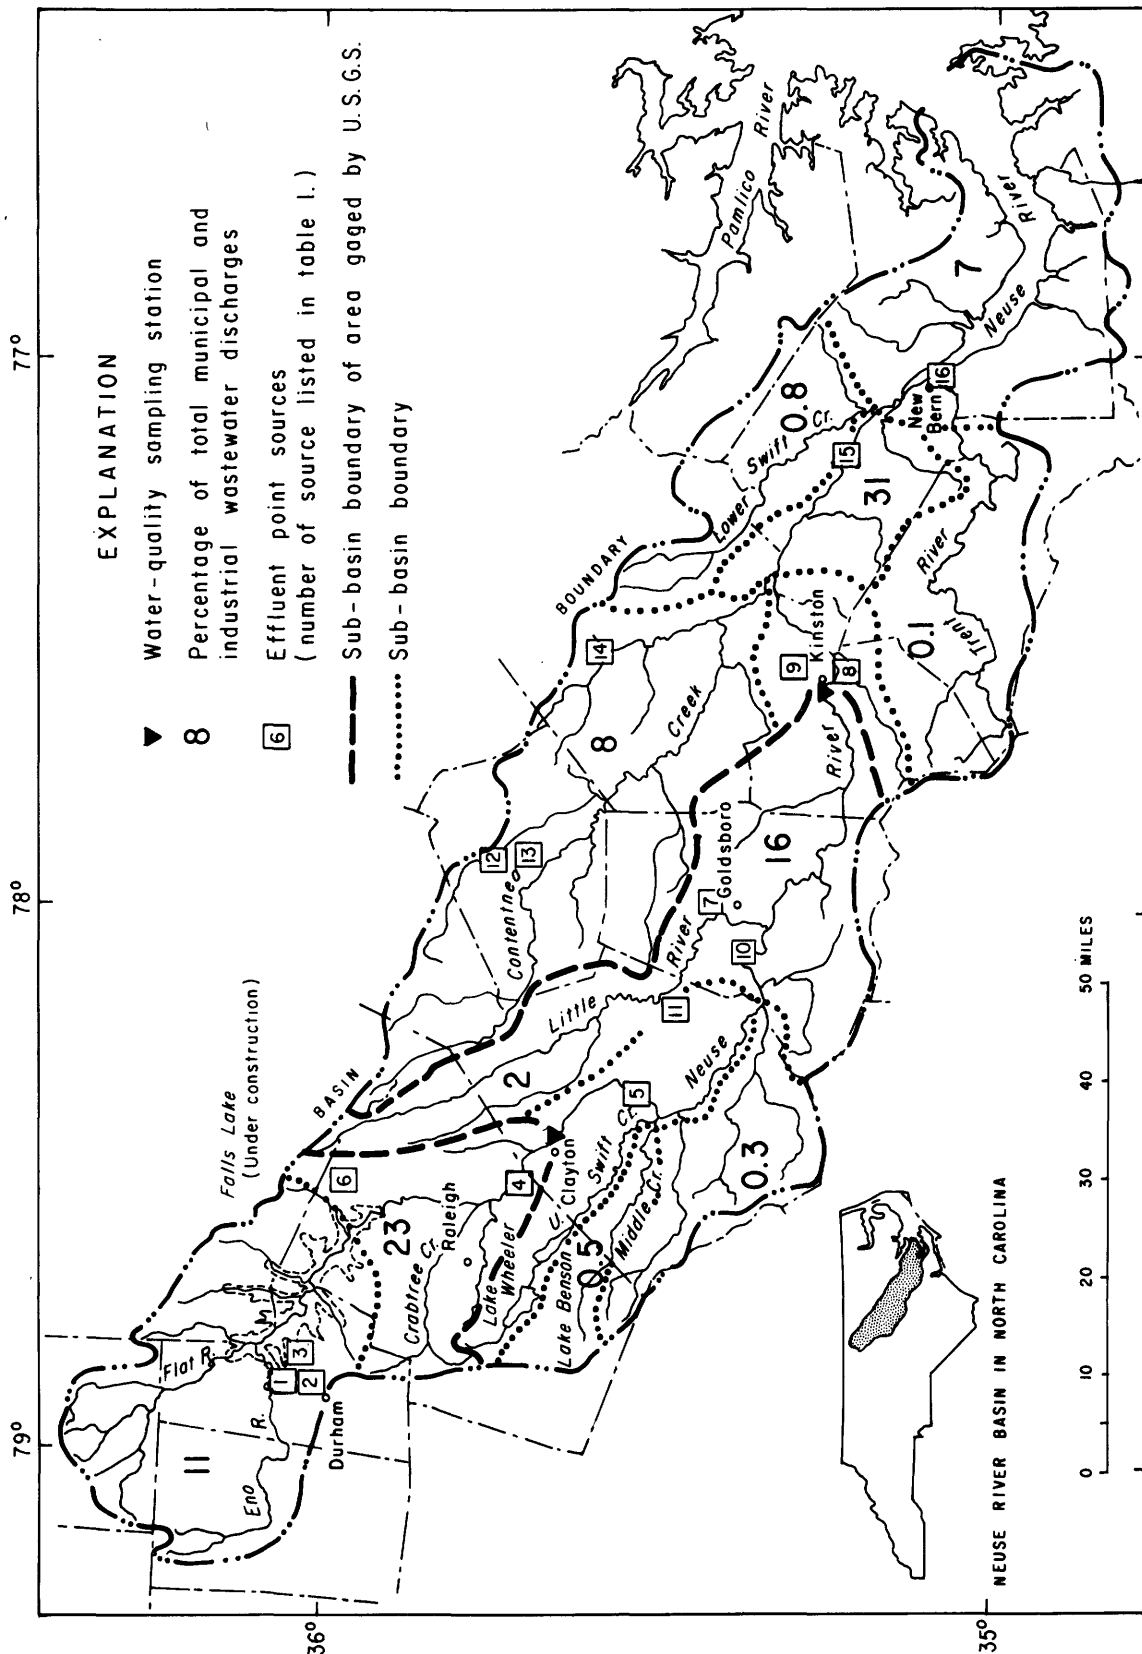 EXPLANATION
Water-quality sampling station
8
Percentage of total municipal and
industrial wastewater discharges
6
Effluent point sources
(number of source listed in table 1.)
Sub-basin boundary of area gaged by U.S.G.S.
Sub-basin boundary
79°
78°
77°
36°
35°
Falls Lake
(Under construction)
BASIN
BOUNDARY
Flat R.
Eno
R.
11
1
2
3
Durham
6
23
Crabtree Cr.
Raleigh
Lake
Wheeler
4
Clayton
Lake Benson
U. Swift
Cr.
0.5
Middle Cr.
0.3
5
2
Little
River
Neuse
11
10
7
Goldsboro
16
River
Contentnea
Creek
12
13
8
14
9
Kinston
8
0.1
Trent
River
31
15
Lower Swift Cr.
0.8
New
Bern
16
Neuse
River
7
Pamlico River
0 10 20 30 40 50 MILES
NEUSE RIVER BASIN IN NORTH CAROLINA